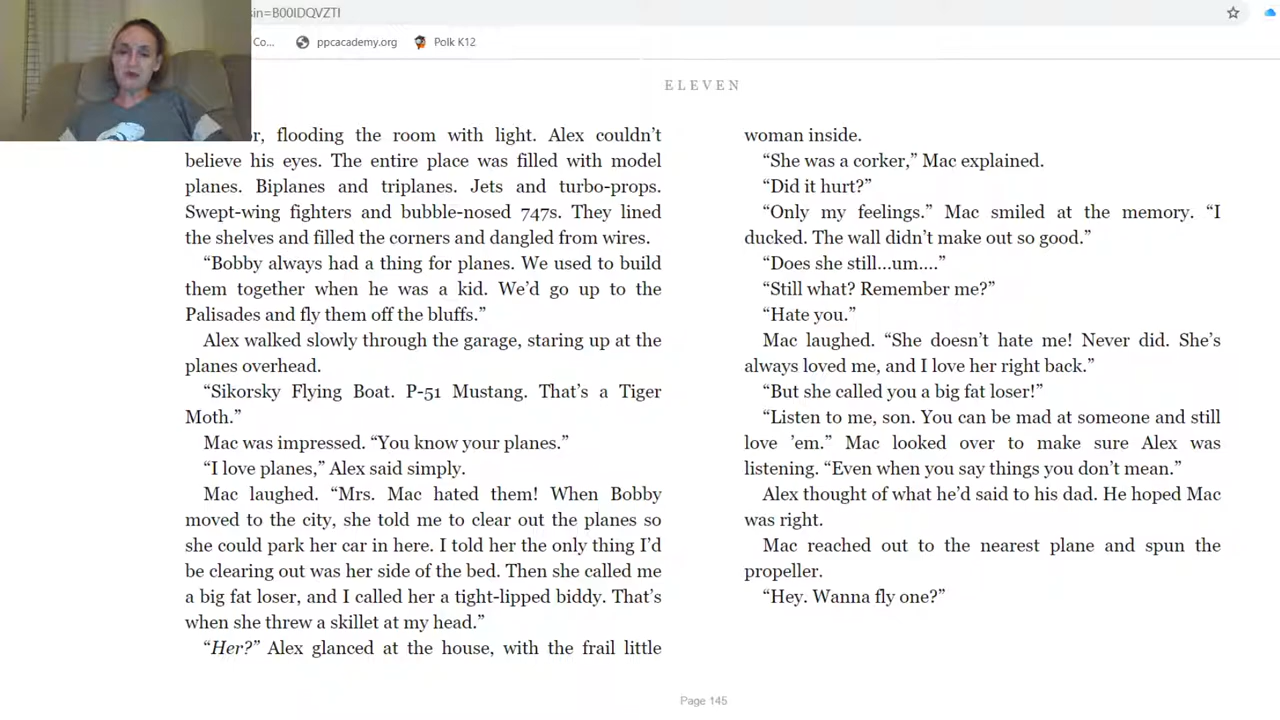 sin=B00IDQVZTI
Co... ppcacademy.org Polk K12
ELEVEN
flooding the room with light. Alex couldn’t
believe his eyes. The entire place was filled with model
planes. Biplanes and triplanes. Jets and turbo-props.
Swept-wing fighters and bubble-nosed 747s. They lined
the shelves and filled the corners and dangled from wires.
“Bobby always had a thing for planes. We used to build
them together when he was a kid. We’d go up to the
Palisades and fly them off the bluffs.”
Alex walked slowly through the garage, staring up at the
planes overhead.
“Sikorsky Flying Boat. P-51 Mustang. That’s a Tiger
Moth.”
Mac was impressed. “You know your planes.”
“I love planes,” Alex said simply.
Mac laughed. “Mrs. Mac hated them! When Bobby
moved to the city, she told me to clear out the planes so
she could park her car in here. I told her the only thing I’d
be clearing out was her side of the bed. Then she called me
a big fat loser, and I called her a tight-lipped biddy. That’s
when she threw a skillet at my head.”
“Her?” Alex glanced at the house, with the frail little
woman inside.
“She was a corker,” Mac explained.
“Did it hurt?”
“Only my feelings.” Mac smiled at the memory. “I
ducked. The wall didn’t make out so good.”
“Does she still...um....”
“Still what? Remember me?”
“Hate you.”
Mac laughed. “She doesn’t hate me! Never did. She’s
always loved me, and I love her right back.”
“But she called you a big fat loser!”
“Listen to me, son. You can be mad at someone and still
love ’em.” Mac looked over to make sure Alex was
listening. “Even when you say things you don’t mean.”
Alex thought of what he’d said to his dad. He hoped Mac
was right.
Mac reached out to the nearest plane and spun the
propeller.
“Hey. Wanna fly one?”
Page 145